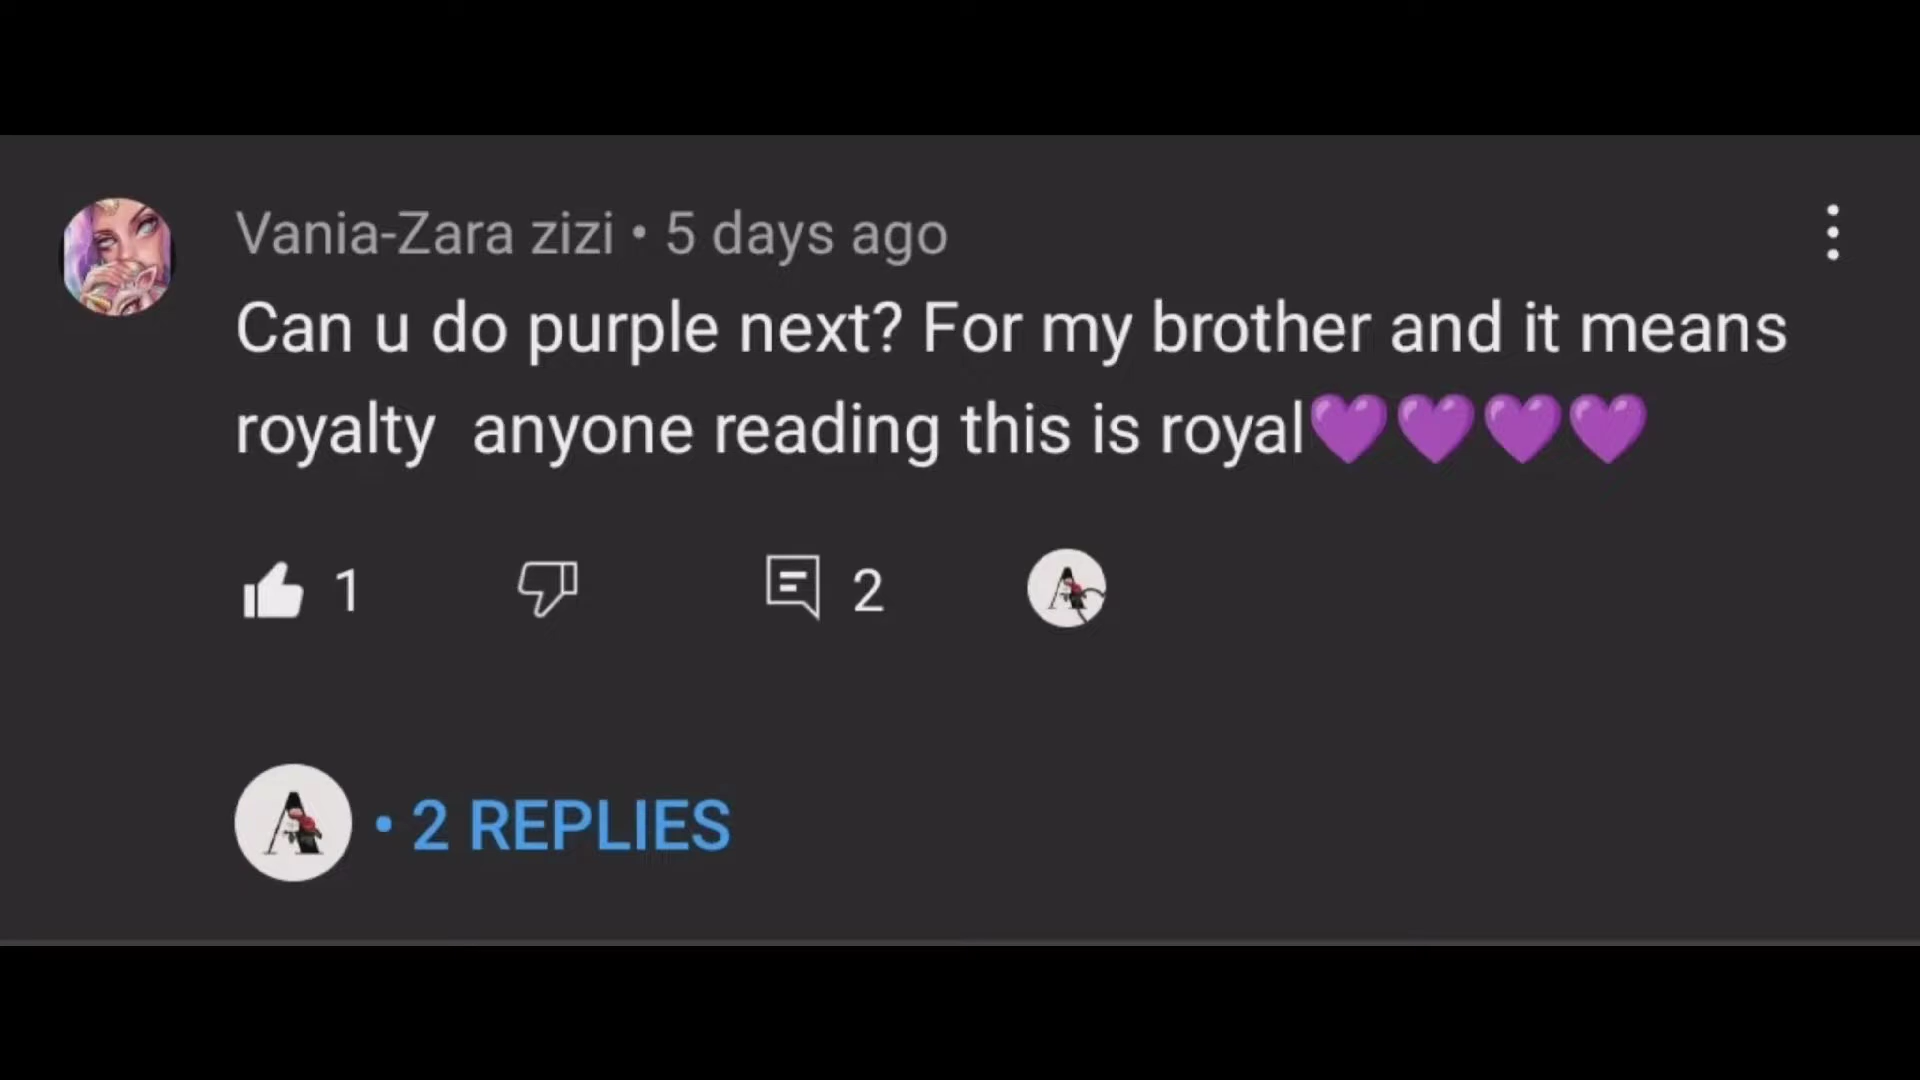 Vania-Zara zizi • 5 days ago
Can u do purple next? For my brother and it means
royalty  anyone reading this is royal💜💜💜💜
1 2
• 2 REPLIES